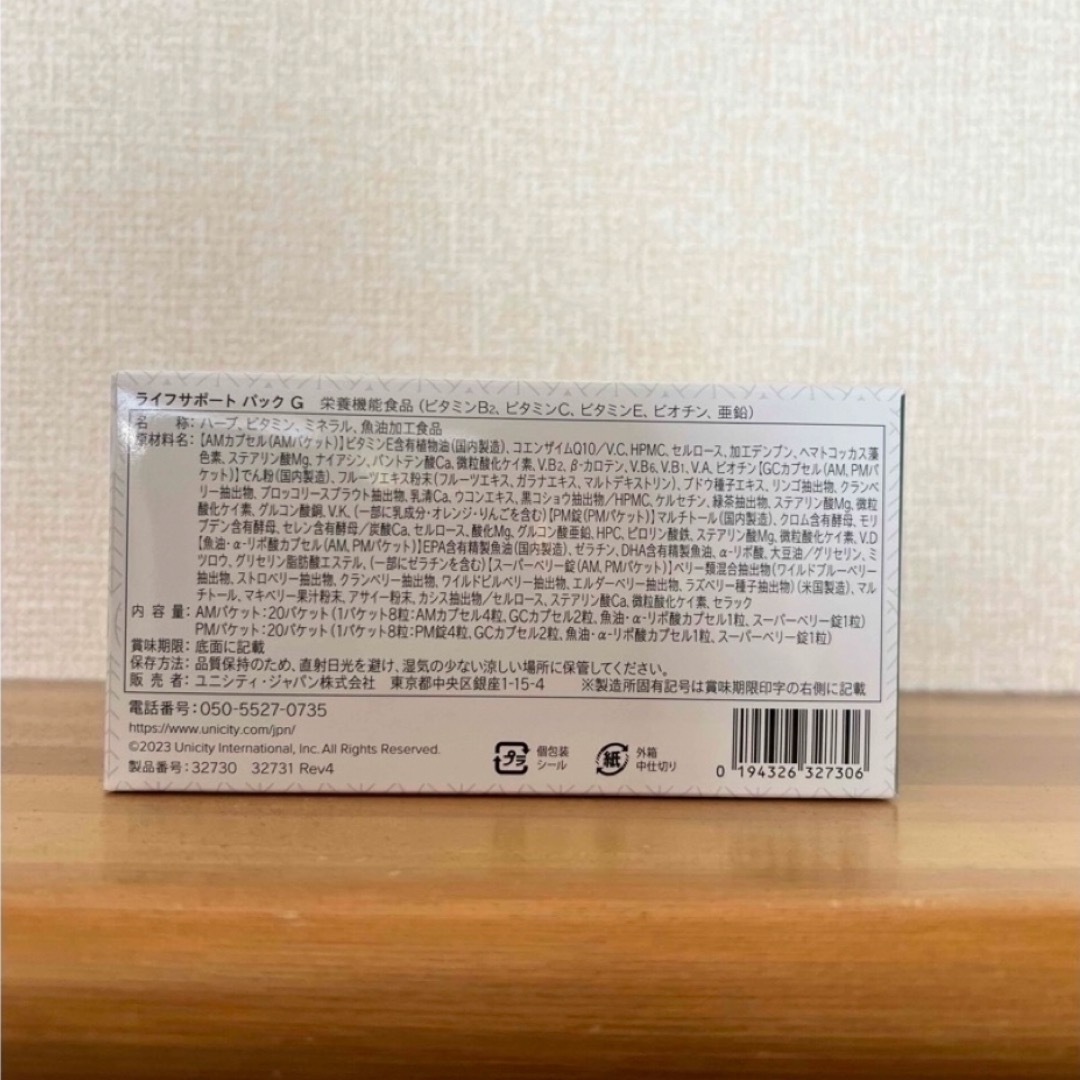 ライフサポート パック G 栄養機能食品 (ビタミンB2、ビタミンC、ビタミンE、ビオチン、亜鉛)
名 称: ハーブ、ビタミン、ミネラル、魚油加工食品
原材料名:【AMカプセル(AMパケット)】ビタミンE含有植物油(国内製造)、コエンザイムQ10/V.C、HPMC、セルロース、加工デンプン、ヘマトコッカス藻
色素、ステアリン酸Mg、ナイアシン、パントテン酸Ca、微粒酸化ケイ素、V.B2、β-カロテン、V.B6、V.B1、V.A、ビオチン【GCカプセル(AM、PMパ
ケット)】でん粉(国内製造)、フルーツエキス粉末(フルーツエキス、ガラナエキス、マルトデキストリン)、ブドウ種子エキス、リンゴ抽出物、クランベ
リー抽出物、ブロッコリースプラウト抽出物、乳清Ca、ウコンエキス、黒コショウ抽出物/HPMC、ケルセチン、緑茶抽出物、ステアリン酸Mg、微粒
酸化ケイ素、グルコン酸銅、V.K、(一部に乳成分・オレンジ・りんごを含む)【PM錠(PMパケット)】マルチトール(国内製造)、クロム含有酵母、モリ
ブデン含有酵母、セレン含有酵母/炭酸Ca、セルロース、酸化Mg、グルコン酸亜鉛、HPC、ピロリン酸鉄、ステアリン酸Mg、微粒酸化ケイ素、V.D
【魚油・α-リポ酸カプセル(AM、PMパケット)】EPA含有精製魚油(国内製造)、ゼラチン、DHA含有精製魚油、α-リポ酸、大豆油/グリセリン、ミ
ツロウ、グリセリン脂肪酸エステル、(一部にゼラチンを含む)【スーパーベリー錠(AM、PMパケット)】ベリー類混合抽出物(ワイルドブルーベリー
抽出物、ストロベリー抽出物、クランベリー抽出物、ワイルドビルベリー抽出物、エルダーベリー抽出物、ラズベリー種子抽出物)(米国製造)、マル
チトール、マキベリー果汁粉末、アサイー粉末、カシス抽出物/セルロース、ステアリン酸Ca、微粒酸化ケイ素、セラック
内 容 量: AMパケット:20パケット(1パケット8粒:AMカプセル4粒、GCカプセル2粒、魚油・α-リポ酸カプセル1粒、スーパーベリー錠1粒)
PMパケット:20パケット(1パケット8粒:PM錠4粒、GCカプセル2粒、魚油・α-リポ酸カプセル1粒、スーパーベリー錠1粒)
賞味期限: 底面に記載
保存方法: 品質保持のため、直射日光を避け、湿気の少ない涼しい場所に保管してください。
販 売 者: ユニシティ・ジャパン株式会社 東京都中央区銀座1-15-4 ※製造所固有記号は賞味期限印字の右側に記載
電話番号: 050-5527-0735
https://www.unicity.com/jpn/
©2023 Unicity International, Inc. All Rights Reserved.
製品番号: 32730 32731 Rev4
プラ 個包装
シール
紙 外箱
中仕切り
0 194326 327306